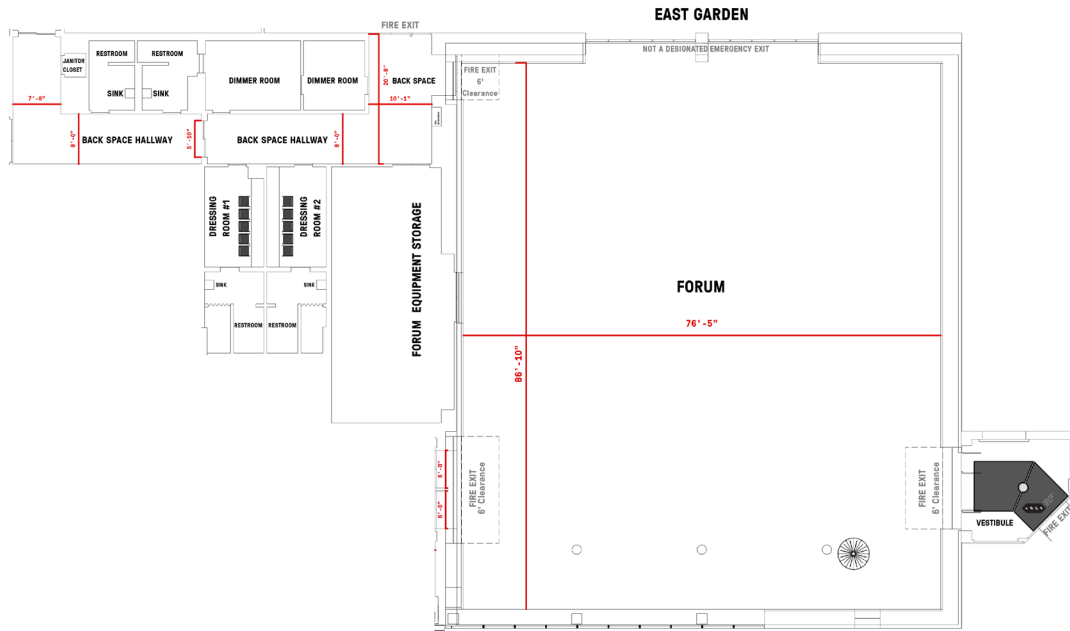 EAST GARDEN
FIRE EXIT
NOT A DESIGNATED EMERGENCY EXIT
RESTROOM
RESTROOM
JANITOR
CLOSET
DIMMER ROOM
DIMMER ROOM
20'-8"
BACK SPACE
FIRE EXIT
6'
Clearance
SINK
SINK
7'-6"
10'-1"
8'-0"
BACK SPACE HALLWAY
5'-10"
BACK SPACE HALLWAY
8'-0"
DRESSING
ROOM #1
DRESSING
ROOM #2
FORUM EQUIPMENT STORAGE
SINK
SINK
RESTROOM
RESTROOM
FORUM
76'-5"
86'-10"
6'-0"
6'-0"
FIRE EXIT
6' Clearance
FIRE EXIT
6' Clearance
VESTIBULE
FIRE EXIT